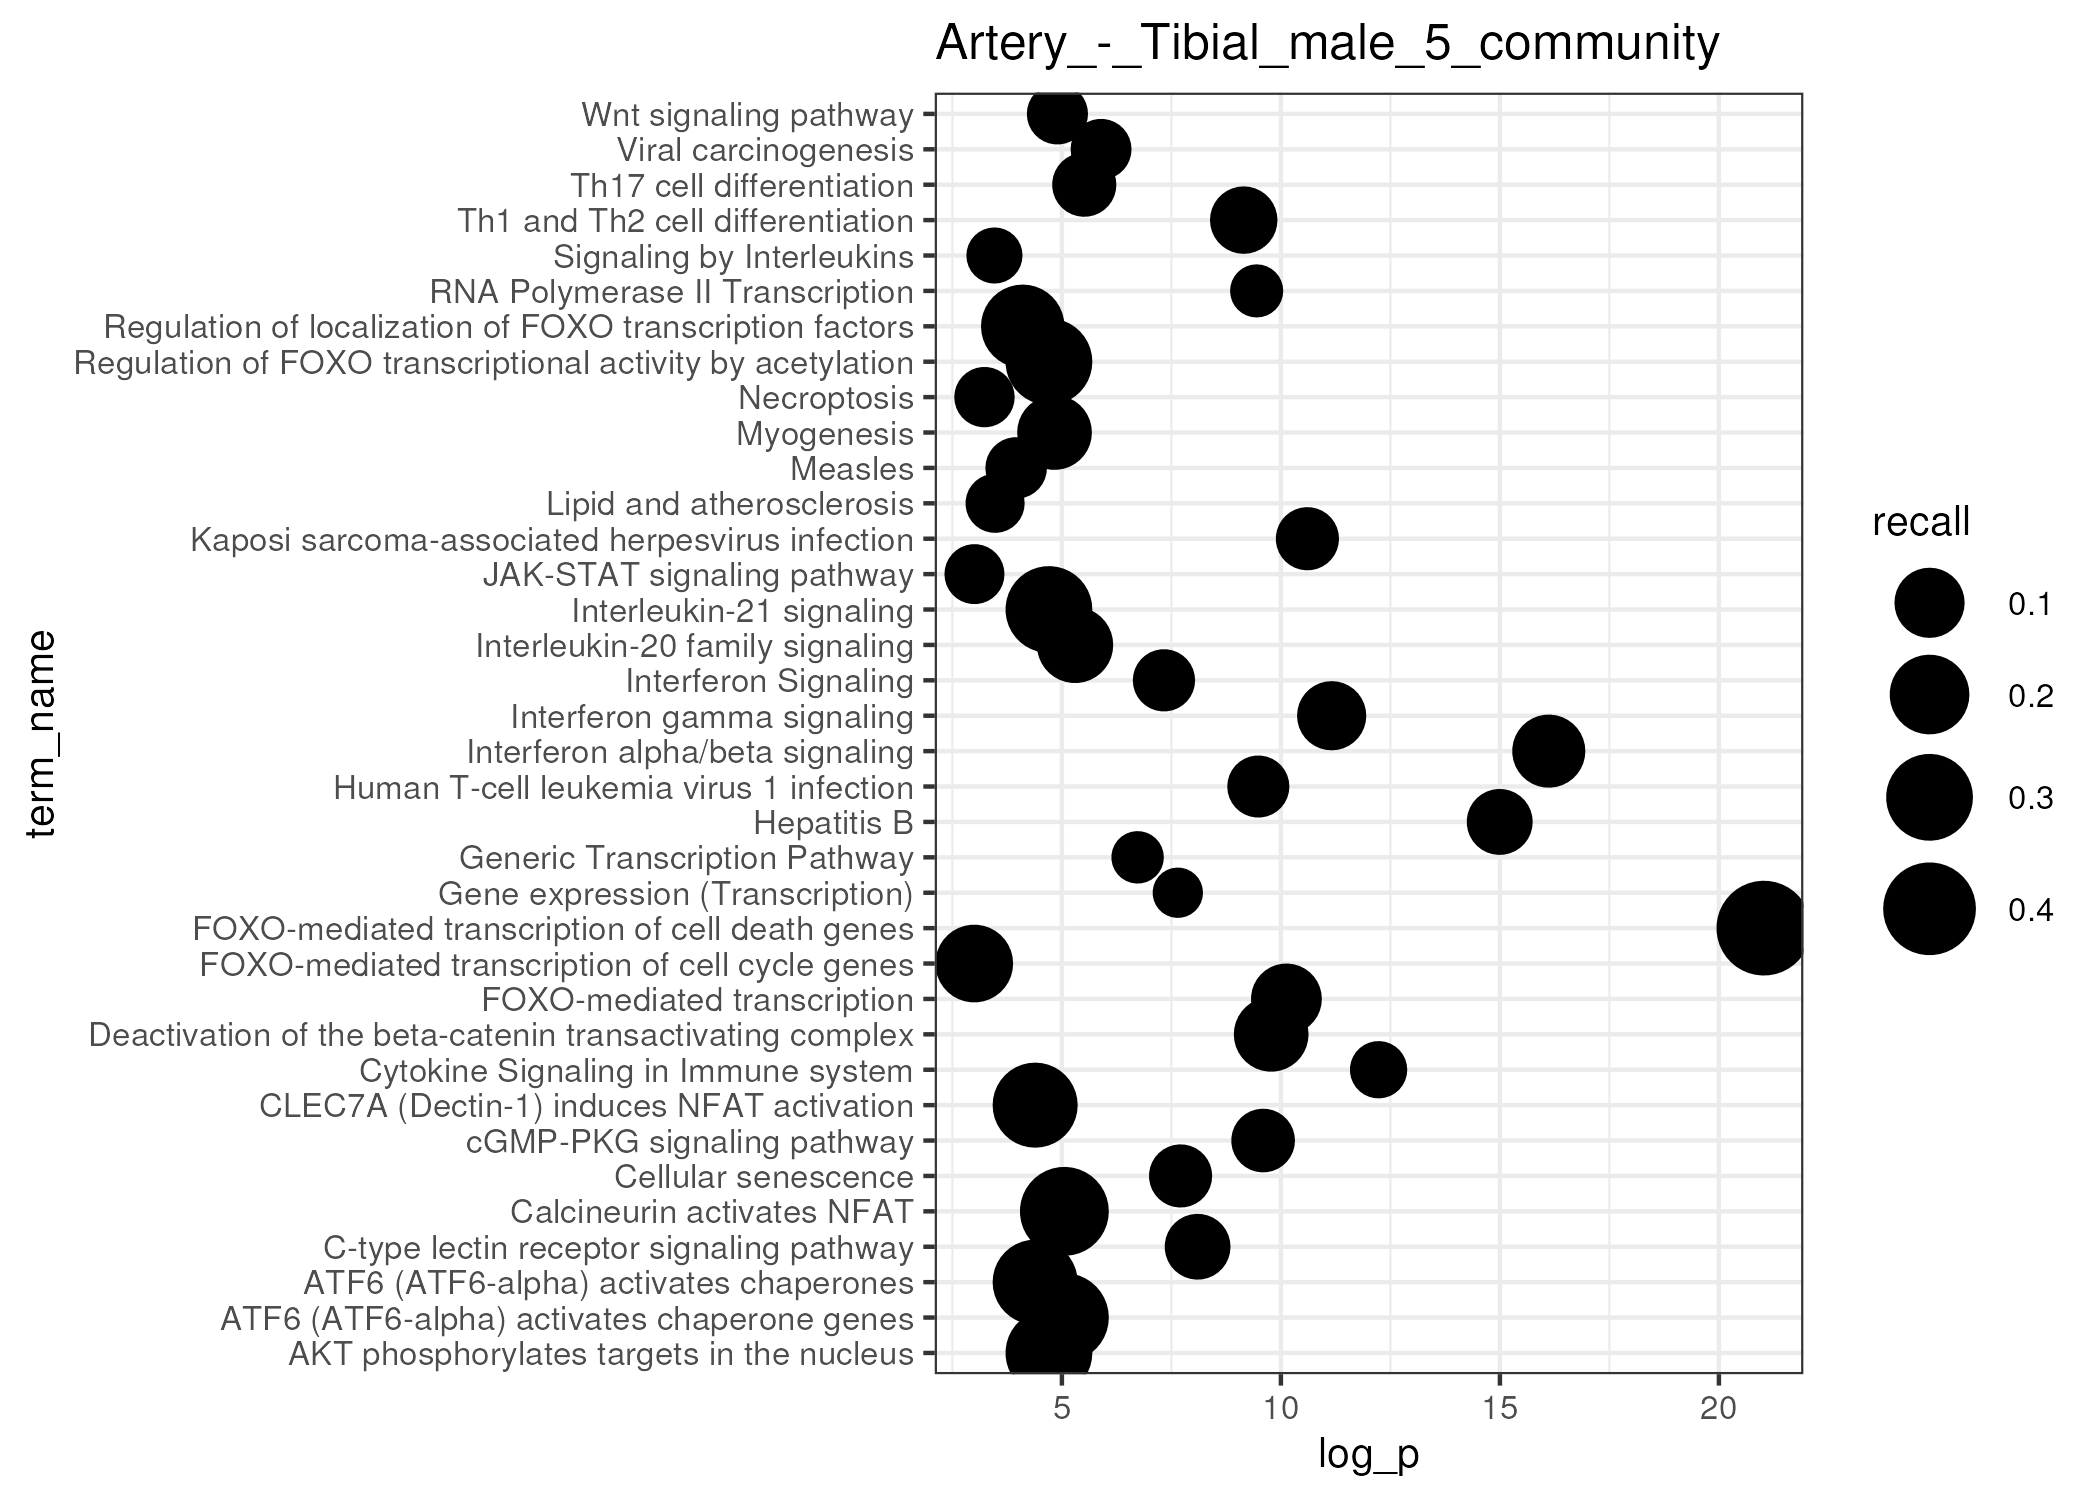 Artery_-_Tibial_male_5_community
Wnt signaling pathway
Viral carcinogenesis
Th17 cell differentiation
Th1 and Th2 cell differentiation
Signaling by Interleukins
RNA Polymerase II Transcription
Regulation of localization of FOXO transcription factors
Regulation of FOXO transcriptional activity by acetylation
Necroptosis
Myogenesis
Measles
Lipid and atherosclerosis
Kaposi sarcoma-associated herpesvirus infection
JAK-STAT signaling pathway
Interleukin-21 signaling
Interleukin-20 family signaling
Interferon Signaling
Interferon gamma signaling
Interferon alpha/beta signaling
Human T-cell leukemia virus 1 infection
Hepatitis B
Generic Transcription Pathway
Gene expression (Transcription)
FOXO-mediated transcription of cell death genes
FOXO-mediated transcription of cell cycle genes
FOXO-mediated transcription
Deactivation of the beta-catenin transactivating complex
Cytokine Signaling in Immune system
CLEC7A (Dectin-1) induces NFAT activation
cGMP-PKG signaling pathway
Cellular senescence
Calcineurin activates NFAT
C-type lectin receptor signaling pathway
ATF6 (ATF6-alpha) activates chaperones
ATF6 (ATF6-alpha) activates chaperone genes
AKT phosphorylates targets in the nucleus
term_name
5 10 15 20
log_p
recall
0.1
0.2
0.3
0.4